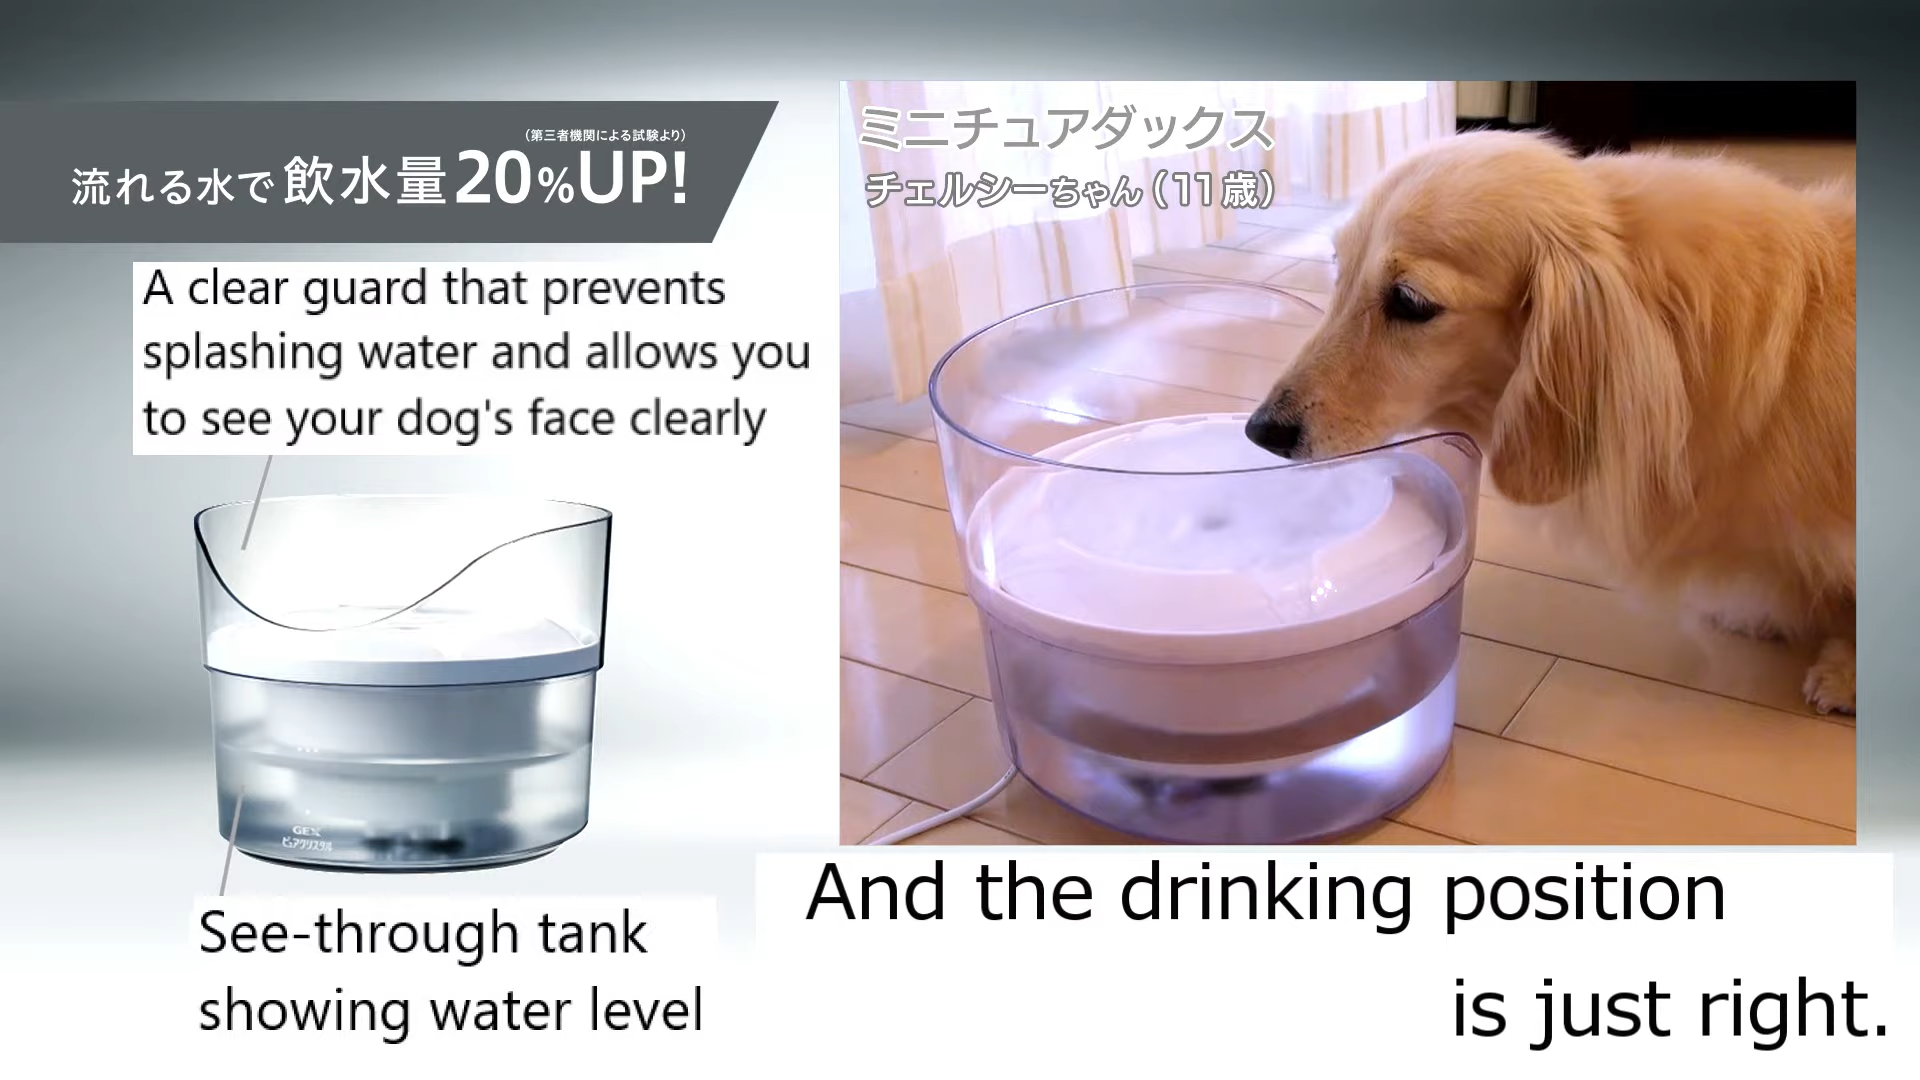 (第三者機関による試験より)
流れる水で飲水量20%UP!
A clear guard that prevents
splashing water and allows you
to see your dog's face clearly
GEX
ピュアクリスタル
See-through tank
showing water level
ミニチュアダックス
チェルシーちゃん(11歳)
And the drinking position
is just right.